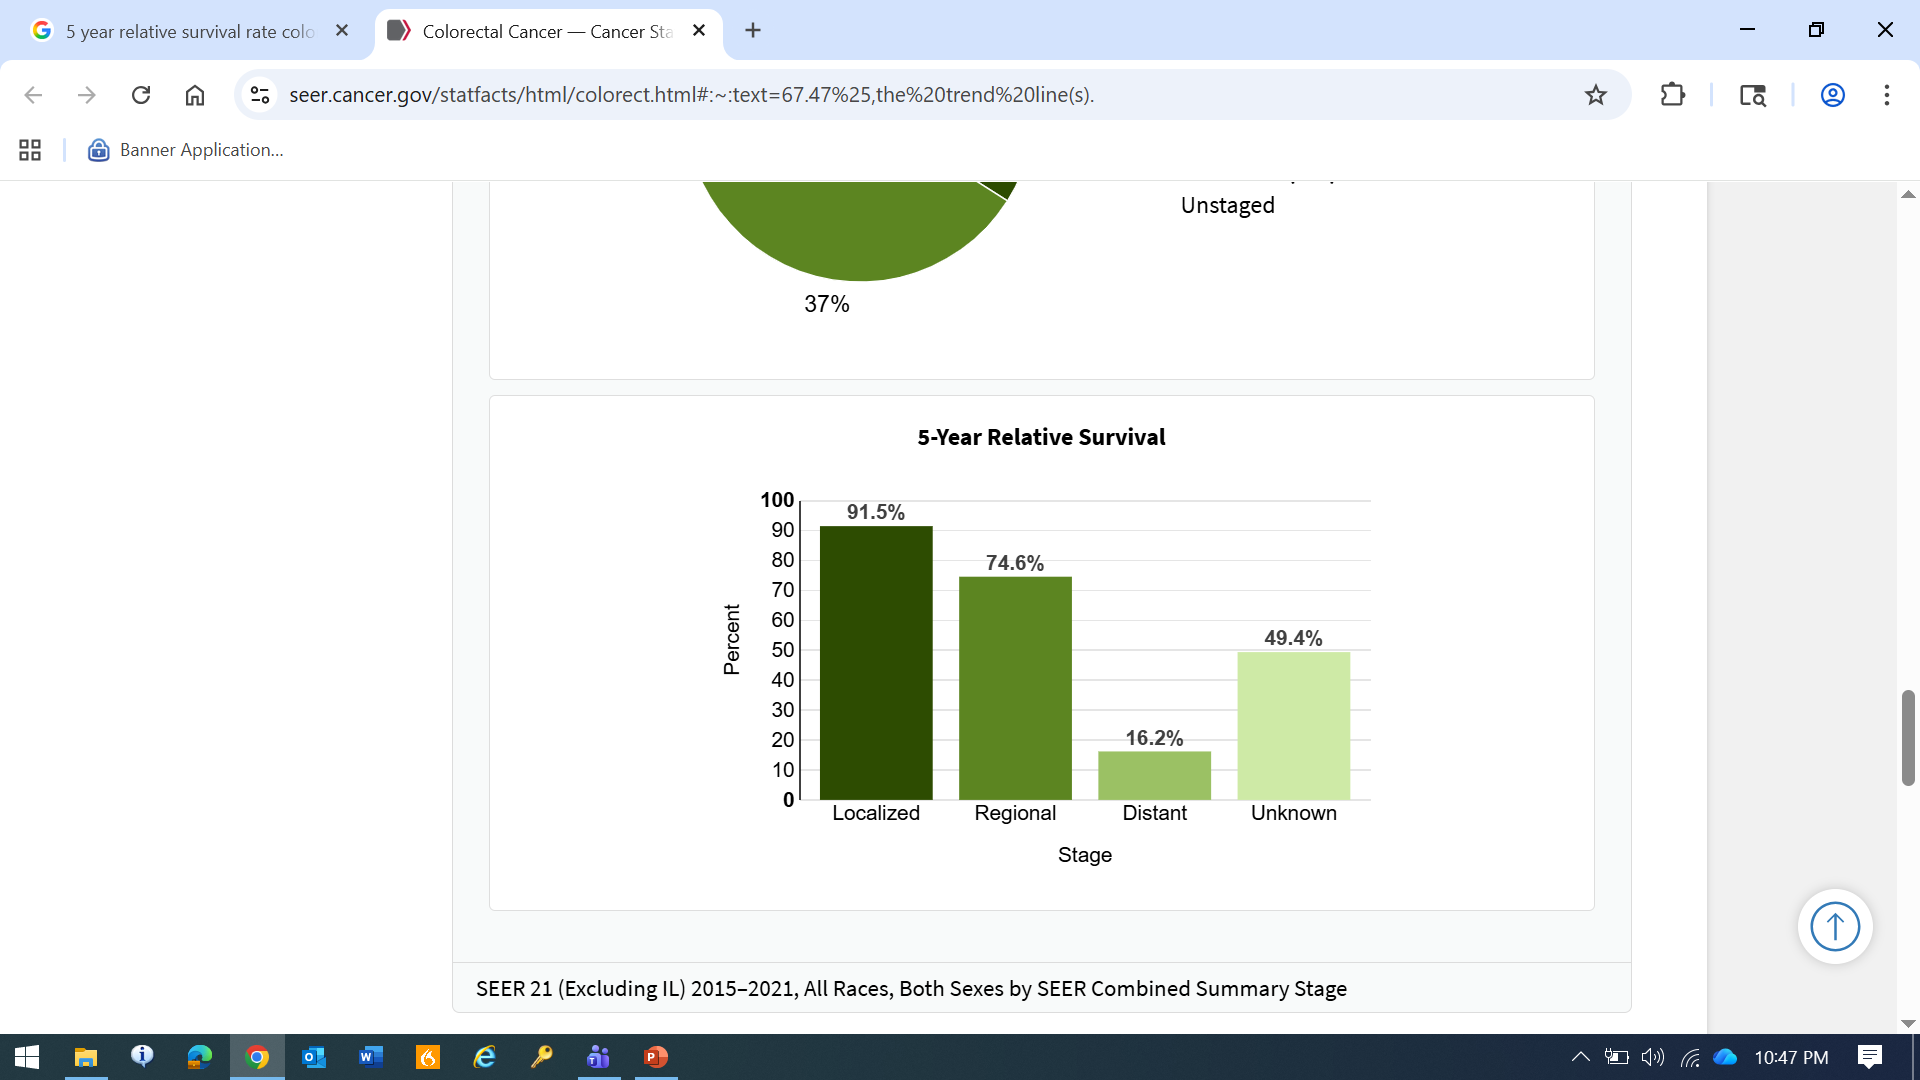 5 year relative survival rate colo
Colorectal Cancer — Cancer Sta
seer.cancer.gov/statfacts/html/colorect.html#:~:text=67.47%25,the%20trend%20line(s).
Banner Application...
Unstaged
37%
5-Year Relative Survival
100
90
80
70
60
50
40
30
20
10
0
Percent
91.5%
74.6%
16.2%
49.4%
Localized
Regional
Distant
Unknown
Stage
SEER 21 (Excluding IL) 2015–2021, All Races, Both Sexes by SEER Combined Summary Stage
10:47 PM